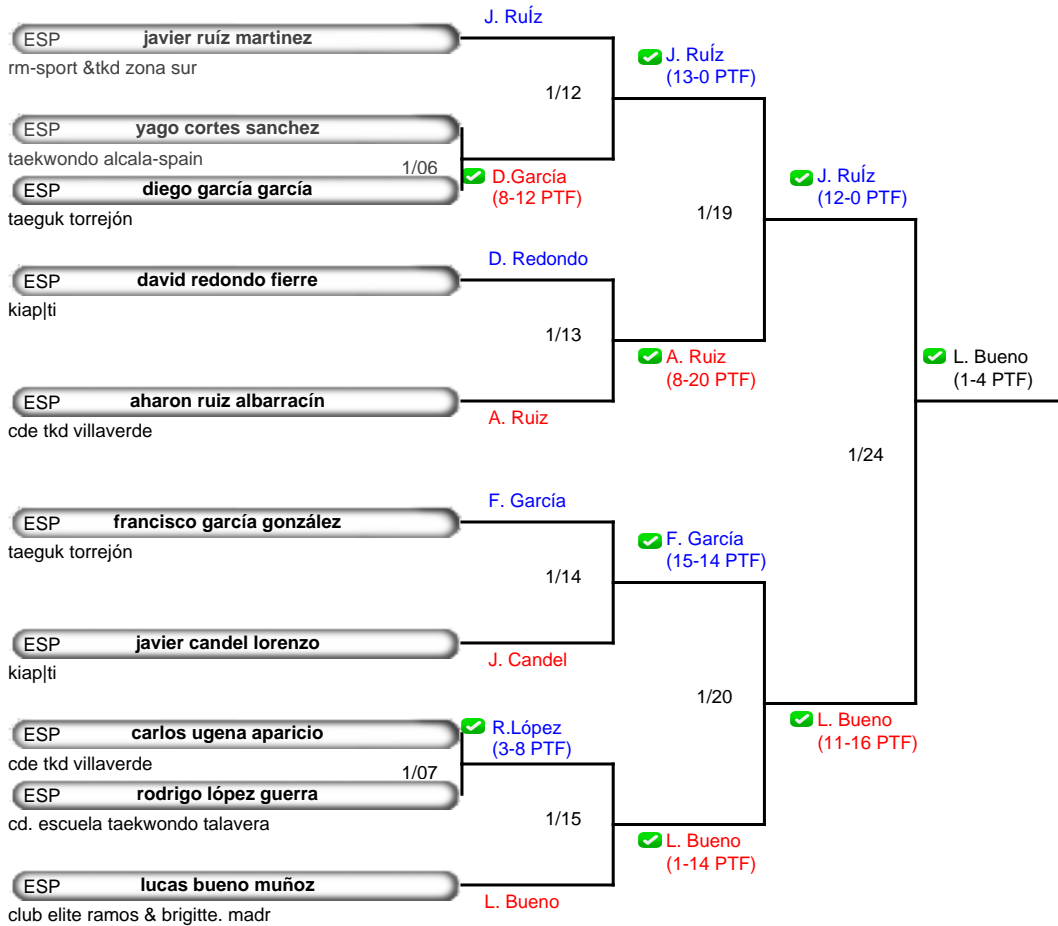 J. RuÍz
ESP javier ruíz martinez
rm-sport &tkd zona sur
J. RuÍz
(13-0 PTF)
1/12
ESP yago cortes sanchez
taekwondo alcala-spain
1/06
ESP diego garcía garcía
taeguk torrejón
D.García
(8-12 PTF)
J. RuÍz
(12-0 PTF)
1/19
D. Redondo
ESP david redondo fierre
kiap|ti
1/13
A. Ruiz
(8-20 PTF)
L. Bueno
(1-4 PTF)
ESP aharon ruiz albarracín
cde tkd villaverde
A. Ruiz
1/24
F. García
ESP francisco garcía gonzález
taeguk torrejón
F. García
(15-14 PTF)
1/14
ESP javier candel lorenzo
kiap|ti
J. Candel
1/20
ESP carlos ugena aparicio
cde tkd villaverde
R.López
(3-8 PTF)
L. Bueno
(11-16 PTF)
1/07
ESP rodrigo lópez guerra
cd. escuela taekwondo talavera
1/15
L. Bueno
(1-14 PTF)
ESP lucas bueno muñoz
club elite ramos & brigitte. madr
L. Bueno